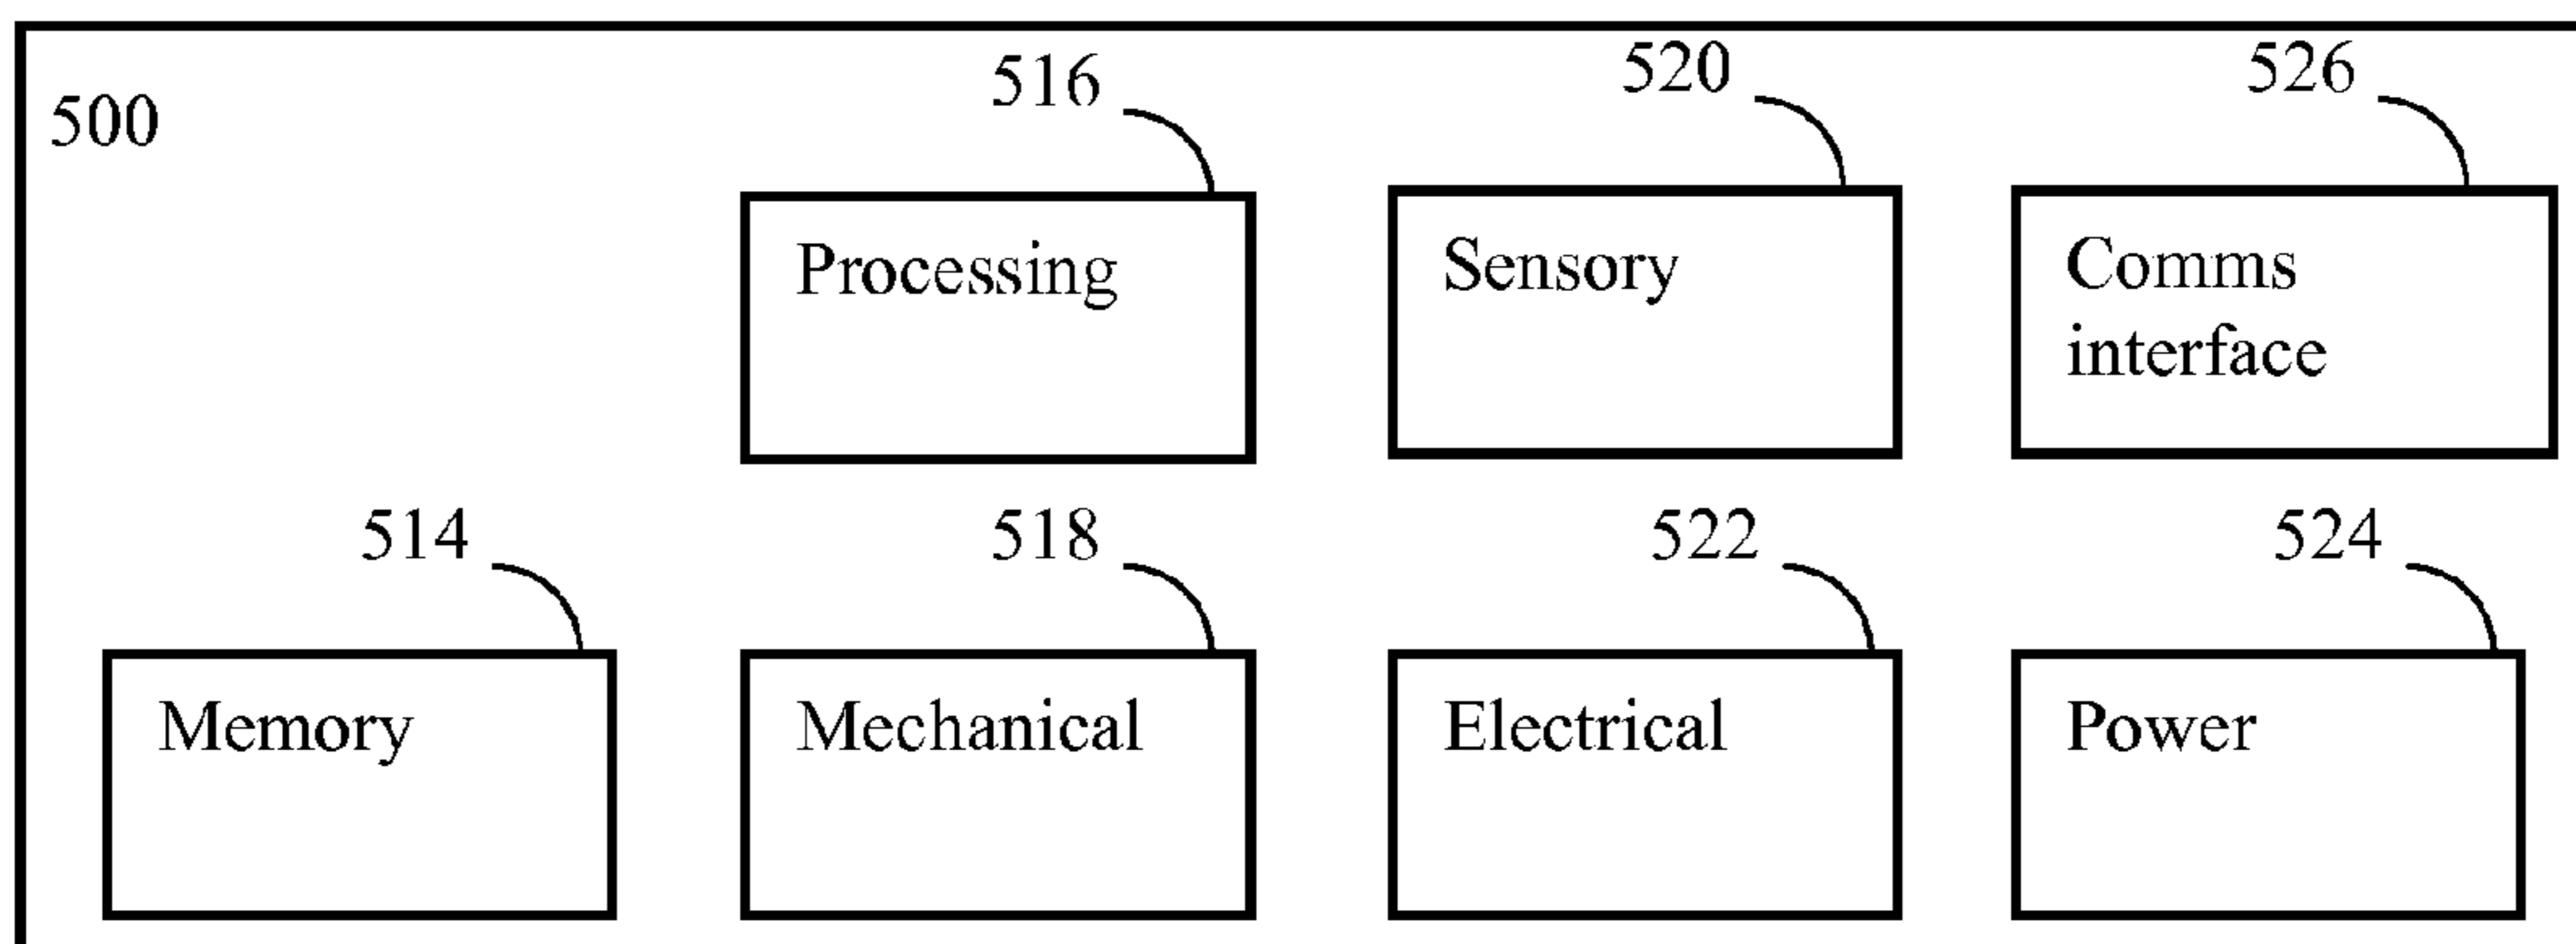 500
516
520
526
Processing
Sensory
Comms
interface
514
518
522
524
Memory
Mechanical
Electrical
Power